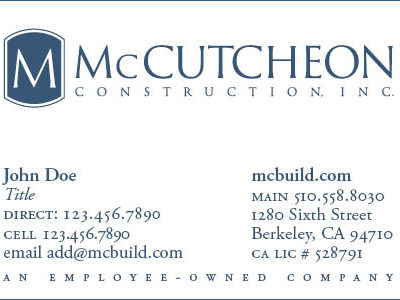 M McCUTCHEON
CONSTRUCTION, INC.
John Doe
Title
DIRECT: 123.456.7890
CELL 123.456.7890
email add@mcbuild.com
mcbuild.com
MAIN 510.558.8030
1280 Sixth Street
Berkeley, CA 94710
CA LIC # 528791
AN EMPLOYEE-OWNED COMPANY